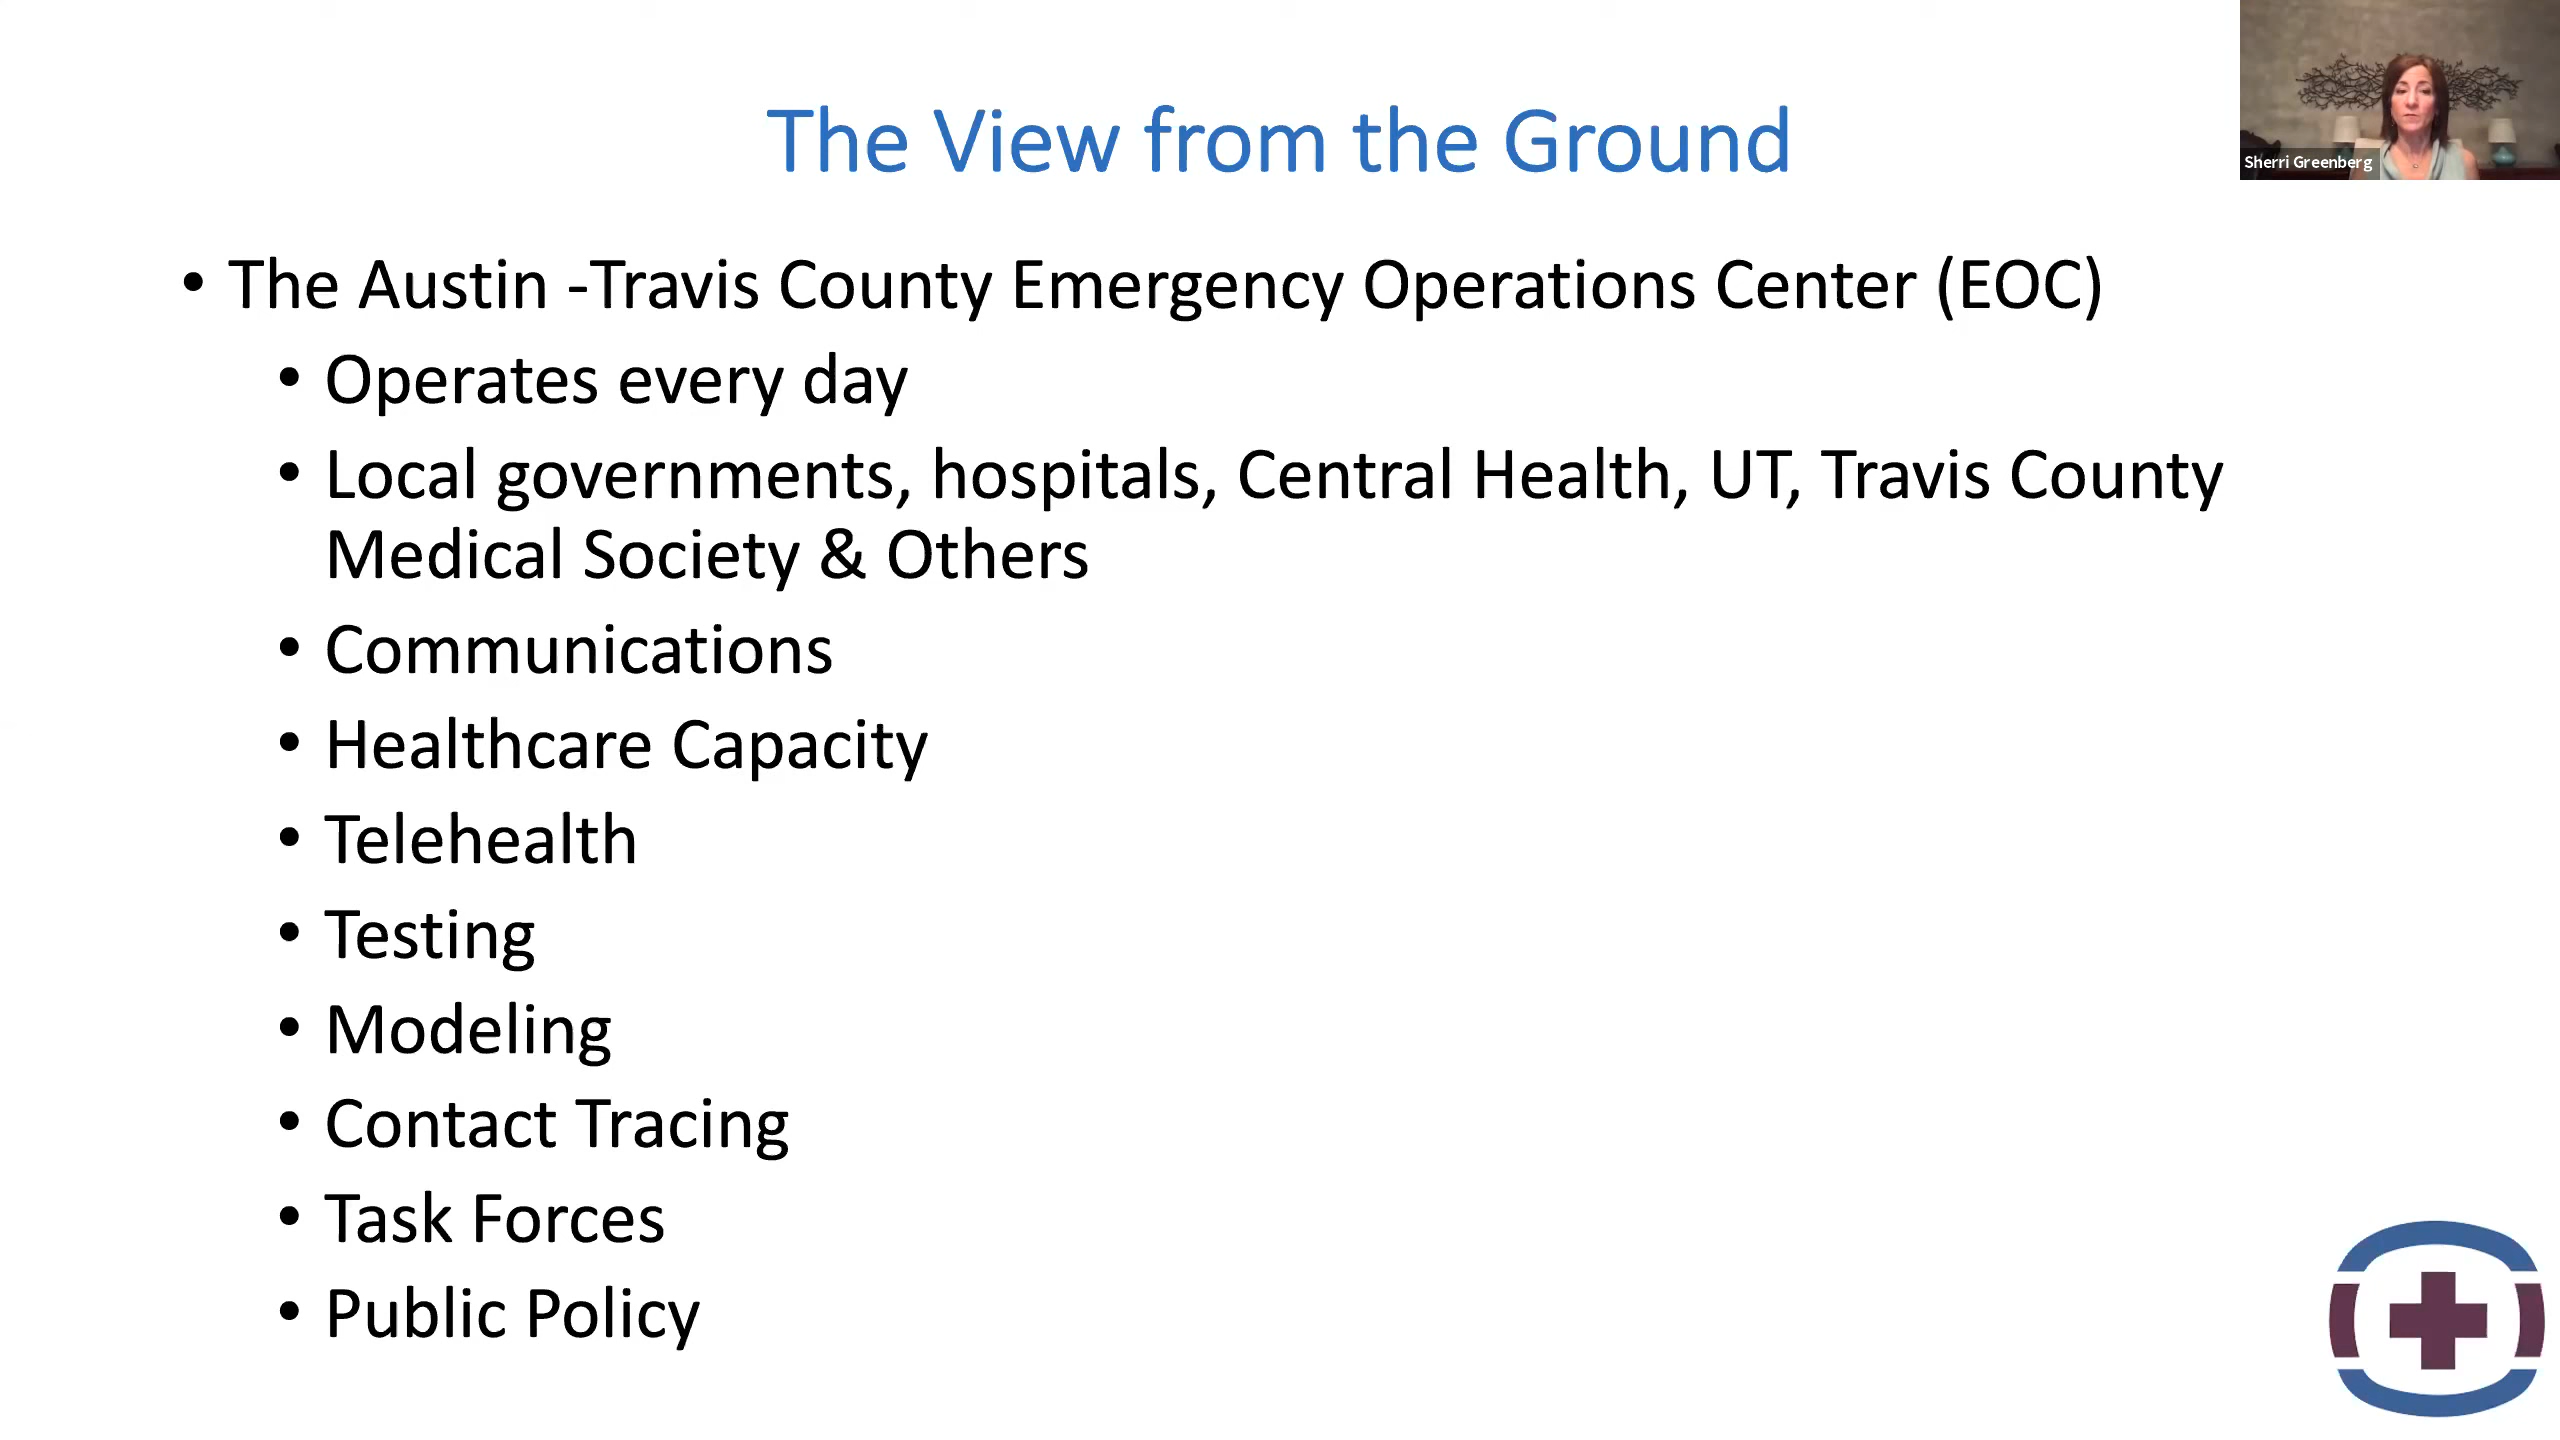 The View from the Ground
Sherri Greenberg
• The Austin -Travis County Emergency Operations Center (EOC)
• Operates every day
• Local governments, hospitals, Central Health, UT, Travis County
Medical Society & Others
• Communications
• Healthcare Capacity
• Telehealth
• Testing
• Modeling
• Contact Tracing
• Task Forces
• Public Policy